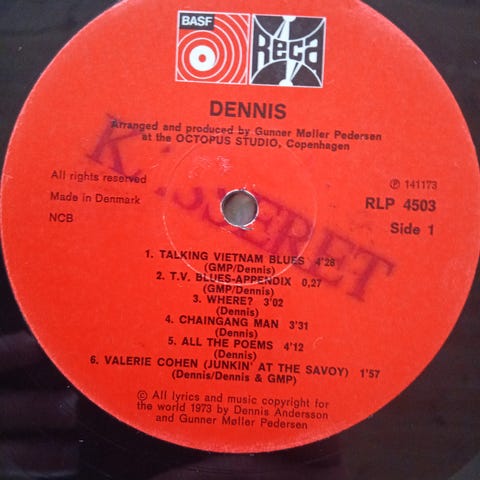 BASF
Reca
DENNIS
Arranged and produced by Gunner Møller Pedersen
at the OCTOPUS STUDIO, Copenhagen
KASSERET
All rights reserved
Made in Denmark
NCB
℗ 141173
RLP 4503
Side 1
1. TALKING VIETNAM BLUES 4'28
(GMP/Dennis)
2. T.V. BLUES-APPENDIX 0,27
(GMP/Dennis)
3. WHERE? 3'02
(Dennis)
4. CHAINGANG MAN 3'31
(Dennis)
5. ALL THE POEMS 4'12
(Dennis)
6. VALERIE COHEN (JUNKIN' AT THE SAVOY) 1'57
(Dennis/Dennis & GMP)
© All lyrics and music copyright for
the world 1973 by Dennis Andersson
and Gunner Møller Pedersen